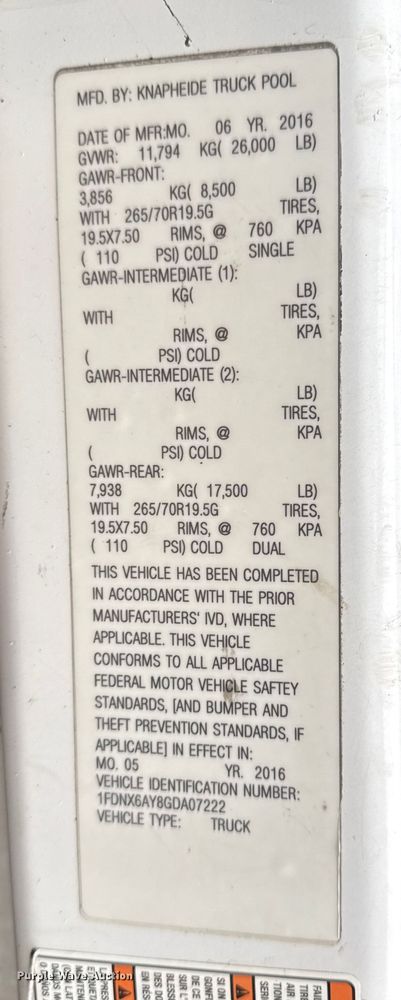 MFD. BY: KNAPHEIDE TRUCK POOL
DATE OF MFR:MO. 06 YR. 2016
GVWR: 11,794 KG( 26,000 LB)
GAWR-FRONT:
3,856 KG( 8,500 LB)
WITH 265/70R19.5G TIRES,
19.5X7.50 RIMS, @ 760 KPA
( 110 PSI) COLD SINGLE
GAWR-INTERMEDIATE (1):
KG( LB)
WITH TIRES,
RIMS, @ KPA
( PSI) COLD
GAWR-INTERMEDIATE (2):
KG( LB)
WITH TIRES,
RIMS, @ KPA
( PSI) COLD
GAWR-REAR:
7,938 KG( 17,500 LB)
WITH 265/70R19.5G TIRES,
19.5X7.50 RIMS, @ 760 KPA
( 110 PSI) COLD DUAL
THIS VEHICLE HAS BEEN COMPLETED
IN ACCORDANCE WITH THE PRIOR
MANUFACTURERS' IVD, WHERE
APPLICABLE. THIS VEHICLE
CONFORMS TO ALL APPLICABLE
FEDERAL MOTOR VEHICLE SAFTEY
STANDARDS, [AND BUMPER AND
THEFT PREVENTION STANDARDS, IF
APPLICABLE] IN EFFECT IN:
MO. 05 YR. 2016
VEHICLE IDENTIFICATION NUMBER:
1FDNX6AY8GDA07222
VEHICLE TYPE: TRUCK
Purple Wave Auction